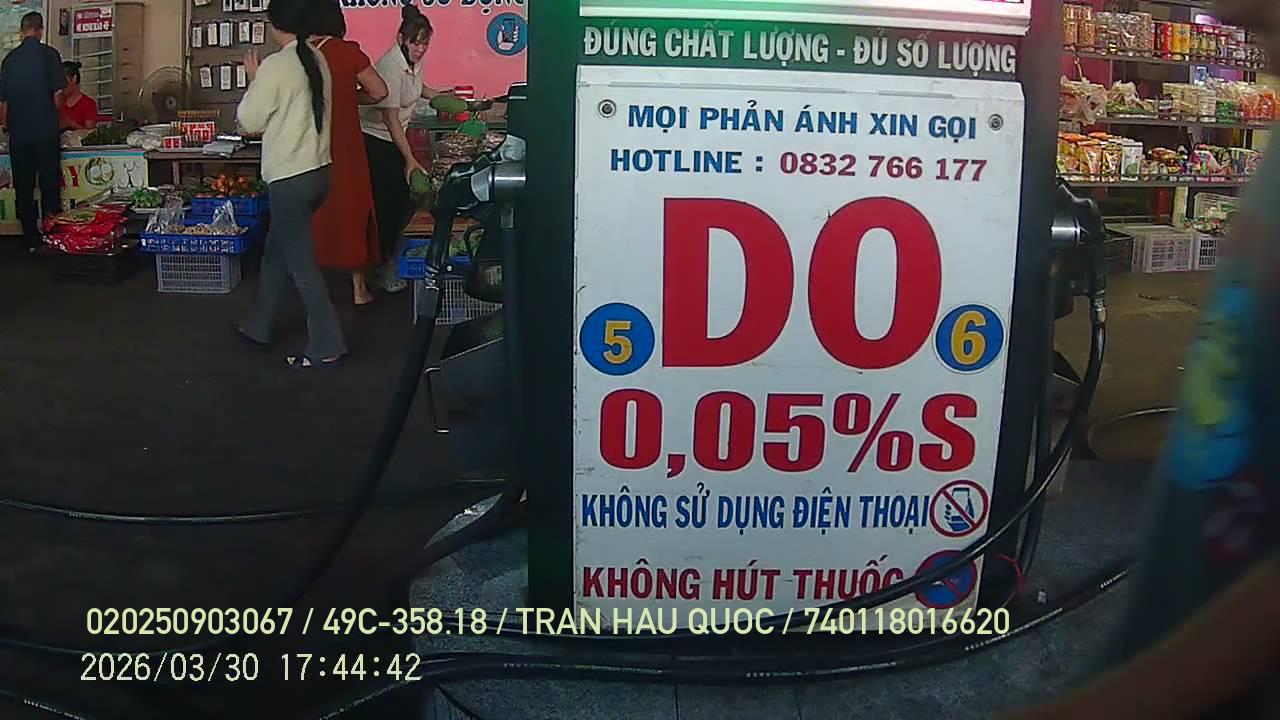 ĐÚNG CHẤT LƯỢNG - ĐỦ SỐ LƯỢNG
MỌI PHẢN ÁNH XIN GỌI
HOTLINE : 0832 766 177
DO
5
6
0,05%S
KHÔNG SỬ DỤNG ĐIỆN THOẠI
KHÔNG HÚT THUỐC
020250903067 / 49C-358.18 / TRAN HAU QUOC / 740118016620
2026/03/30 17:44:42